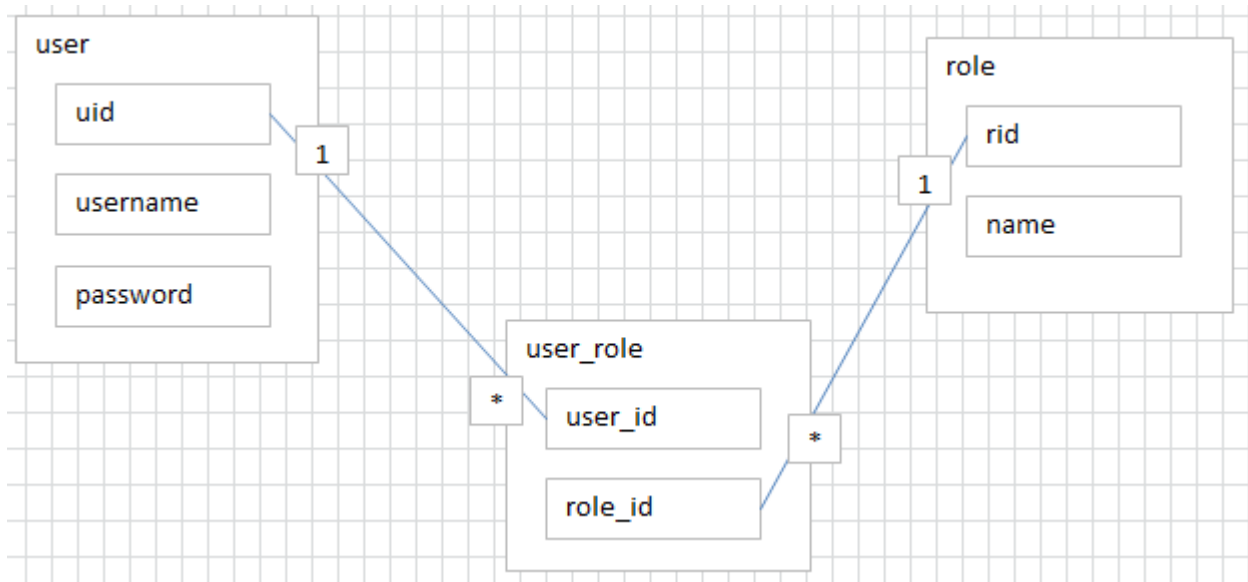 user
uid
username
password
1
*
user_role
user_id
role_id
*
1
role
rid
name